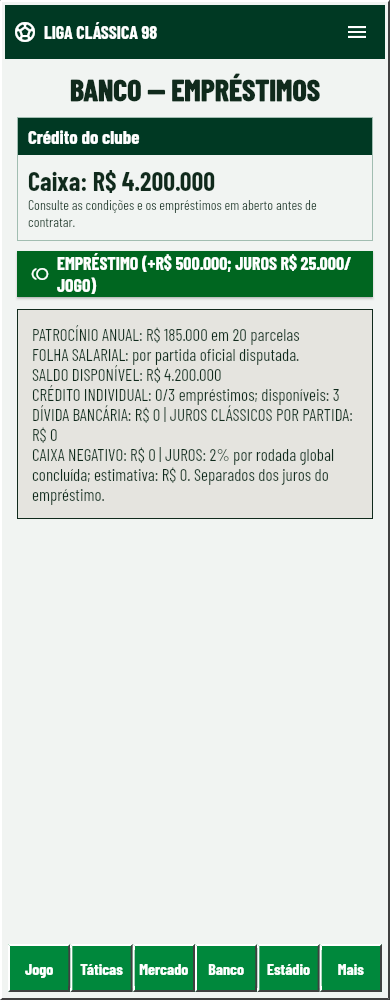 LIGA CLÁSSICA 98
BANCO — EMPRÉSTIMOS
Crédito do clube
Caixa: R$ 4.200.000
Consulte as condições e os empréstimos em aberto antes de
contratar.
EMPRÉSTIMO (+R$ 500.000; JUROS R$ 25.000/
JOGO)
PATROCÍNIO ANUAL: R$ 185.000 em 20 parcelas
FOLHA SALARIAL: por partida oficial disputada.
SALDO DISPONÍVEL: R$ 4.200.000
CRÉDITO INDIVIDUAL: 0/3 empréstimos; disponíveis: 3
DÍVIDA BANCÁRIA: R$ 0 | JUROS CLÁSSICOS POR PARTIDA:
R$ 0
CAIXA NEGATIVO: R$ 0 | JUROS: 2% por rodada global
concluída; estimativa: R$ 0. Separados dos juros do
empréstimo.
Jogo Táticas Mercado Banco Estádio Mais